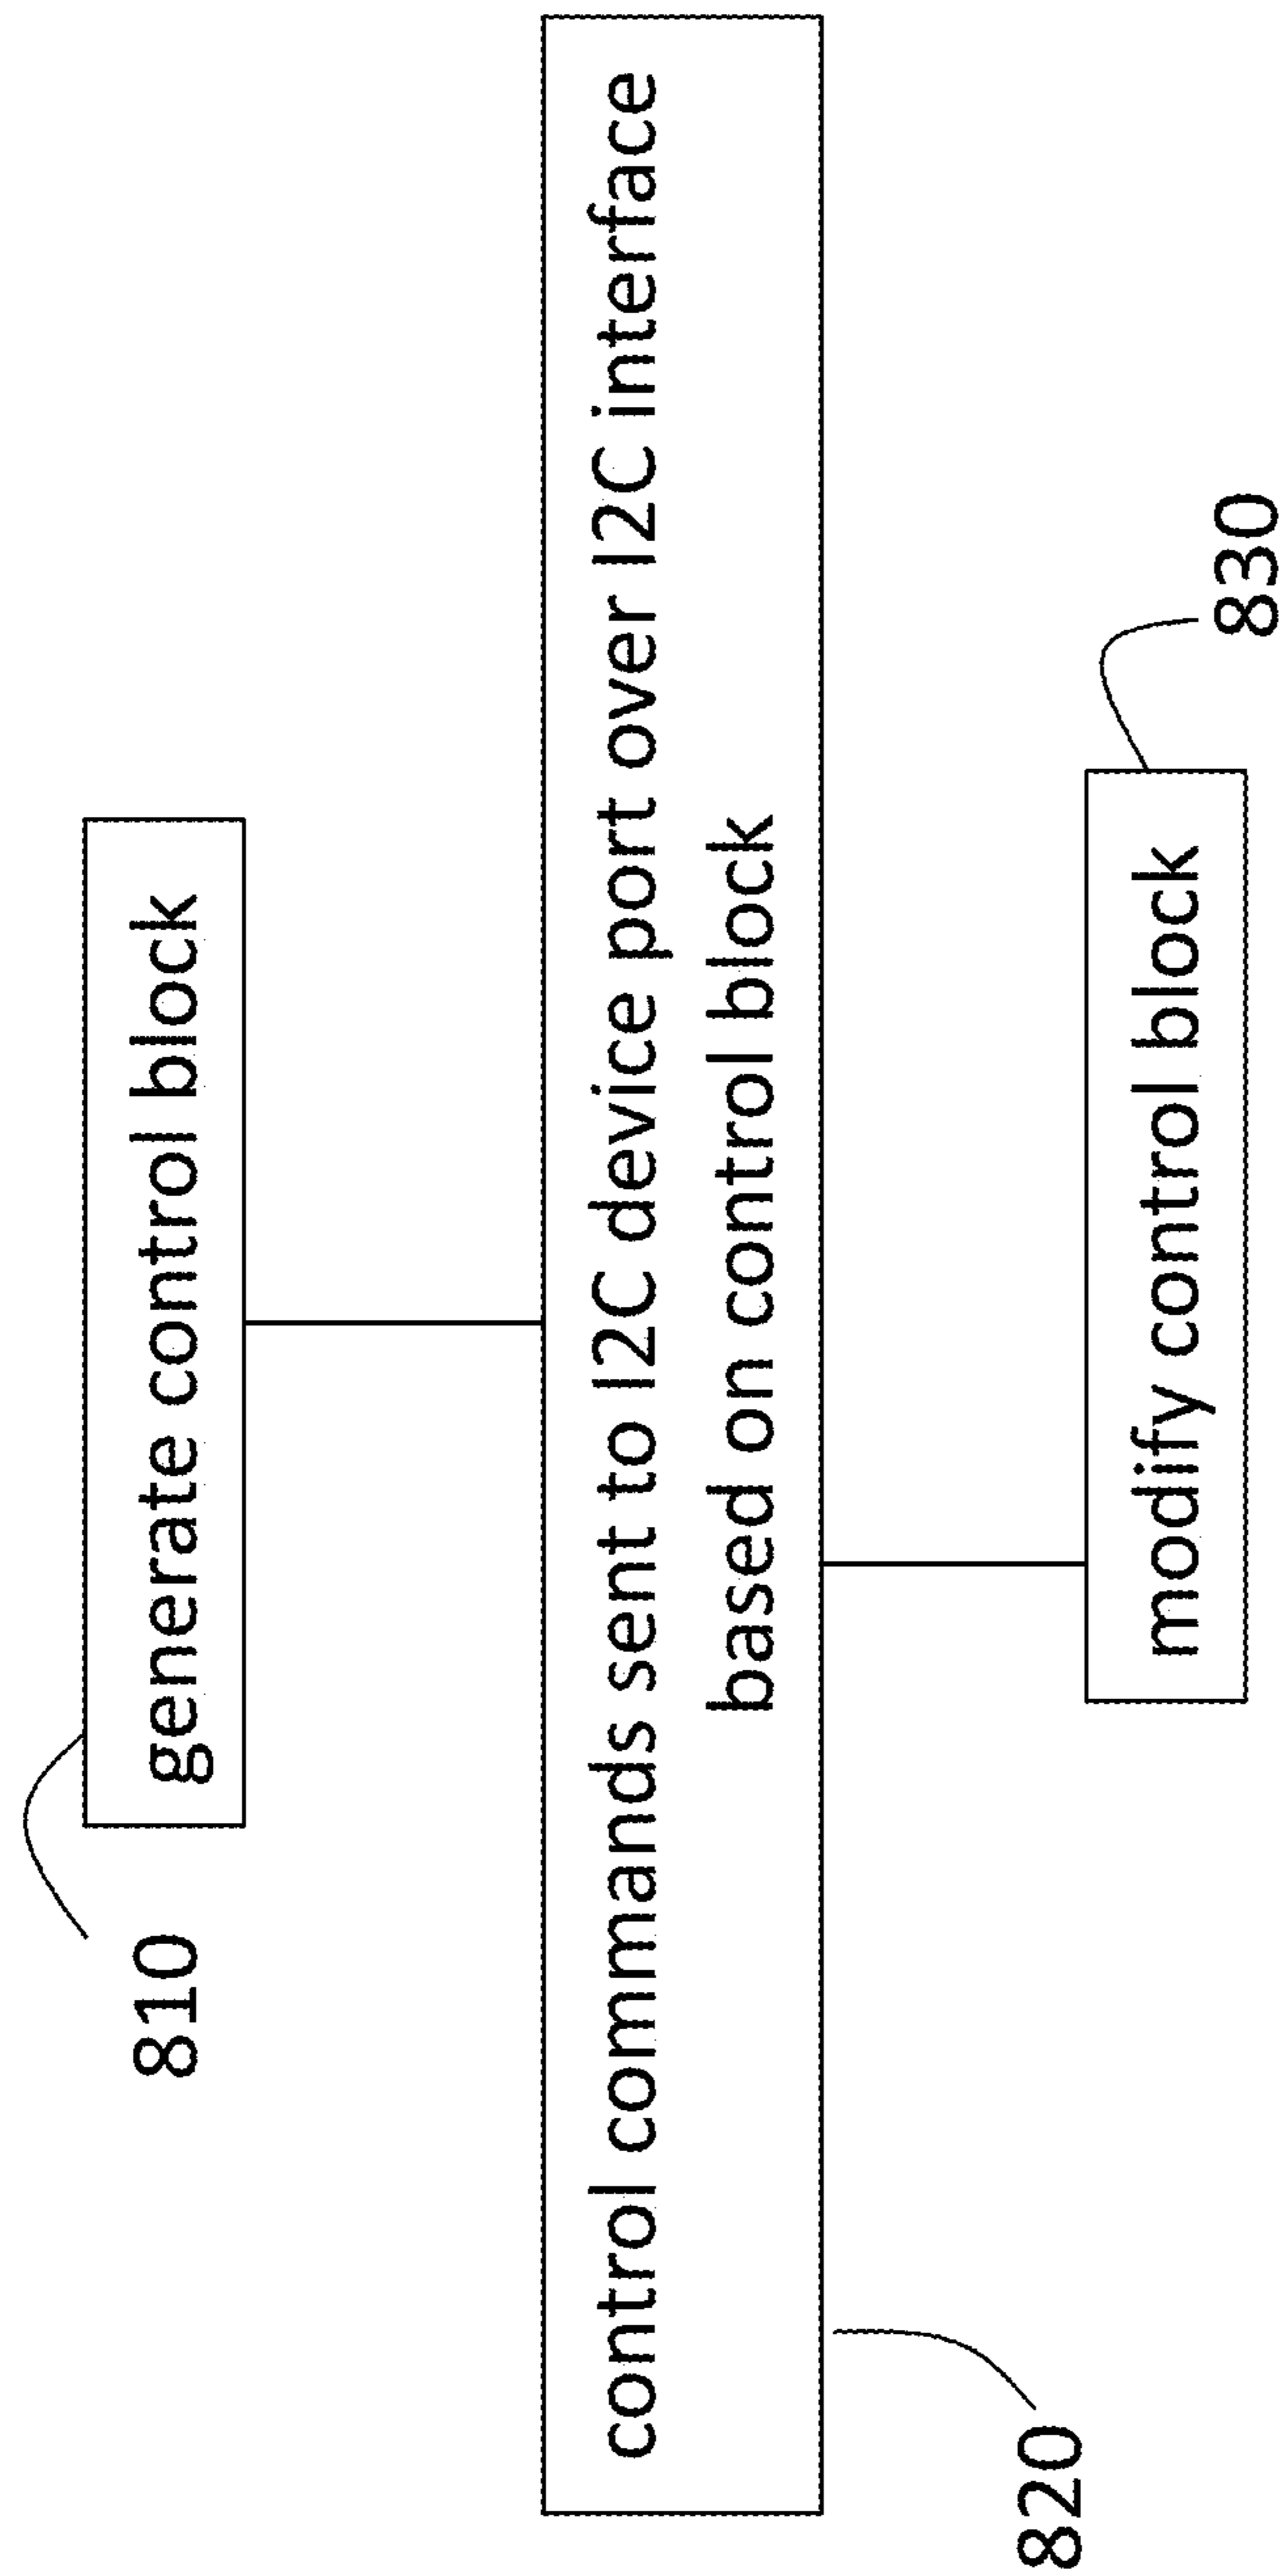 810
generate control block
control commands sent to I2C device port over I2C interface
based on control block
820
modify control block
830